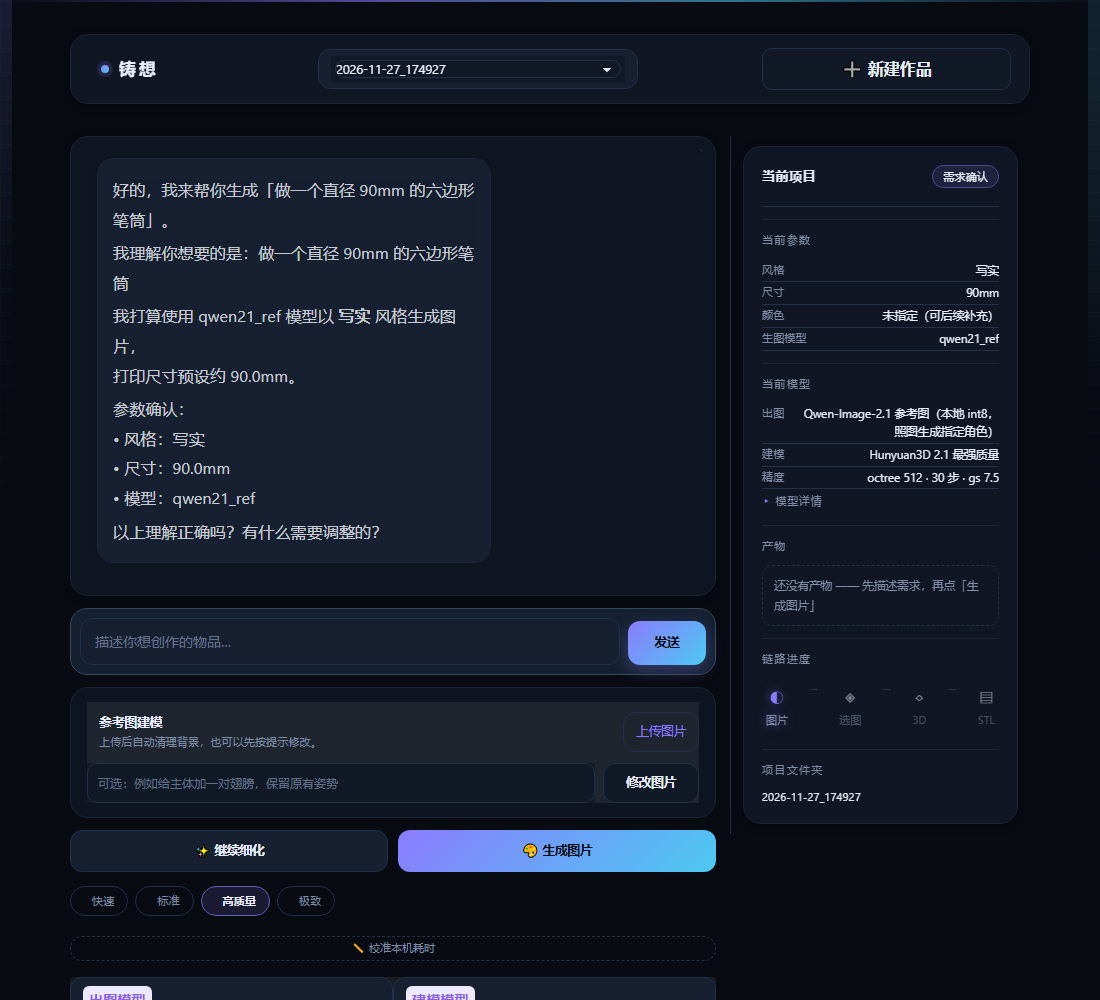 铸想
2026-11-27_174927
新建作品
好的，我来帮你生成「做一个直径 90mm 的六边形
笔筒」。
我理解你想要的是：做一个直径 90mm 的六边形笔
筒
我打算使用 qwen21_ref 模型以 写实 风格生成图
片，
打印尺寸预设约 90.0mm。
参数确认：
• 风格：写实
• 尺寸：90.0mm
• 模型：qwen21_ref
以上理解正确吗？有什么需要调整的？
描述你想创作的物品...
发送
参考图建模
上传后自动清理背景，也可以先按提示修改。
上传图片
可选：例如给主体加一对翅膀，保留原有姿势
修改图片
继续细化
生成图片
快速
标准
高质量
极致
校准本机耗时
出图模型
建模模型
当前项目
需求确认
当前参数
风格
写实
尺寸
90mm
颜色
未指定（可后续补充）
生图模型
qwen21_ref
当前模型
出图
Qwen-Image-2.1 参考图（本地 int8，
照图生成指定角色）
建模
Hunyuan3D 2.1 最强质量
精度
octree 512 · 30 步 · gs 7.5
模型详情
产物
还没有产物 —— 先描述需求，再点「生
成图片」
链路进度
图片
选图
3D
STL
项目文件夹
2026-11-27_174927